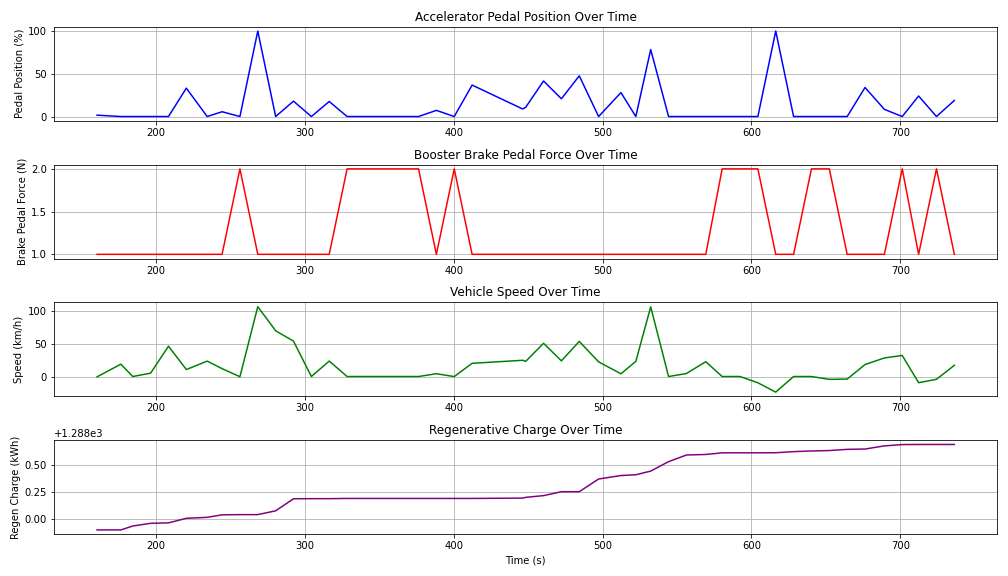 Accelerator Pedal Position Over Time
Pedal Position (%)
100
50
0
200 300 400 500 600 700
Booster Brake Pedal Force Over Time
Brake Pedal Force (N)
2.0
1.5
1.0
200 300 400 500 600 700
Vehicle Speed Over Time
Speed (km/h)
100
50
0
200 300 400 500 600 700
+1.288e3
Regenerative Charge Over Time
Regen Charge (kWh)
0.50
0.25
0.00
200 300 400 500 600 700
Time (s)